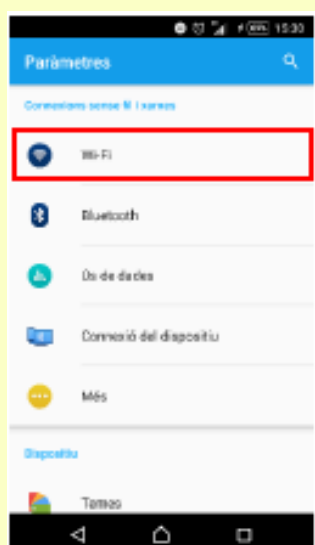 15:30
Paràmetres
Connexions sense fil i xarxes
Wi-Fi
Bluetooth
Ús de dades
Connexió del dispositiu
Més
Dispositiu
Temes